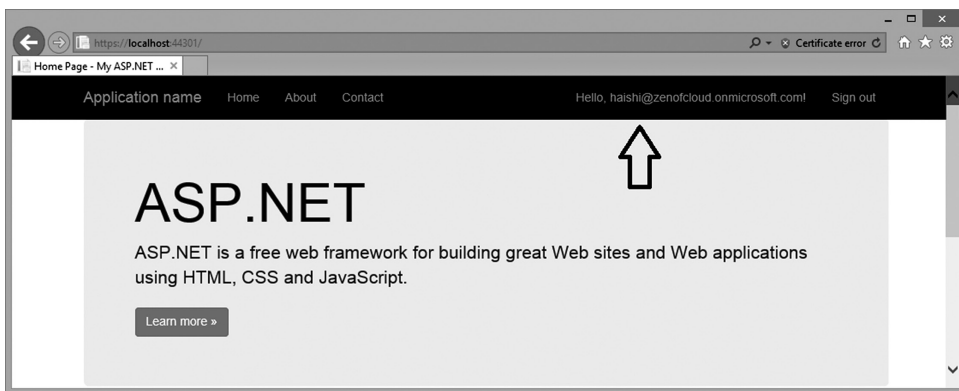 https://localhost:44301/
Certificate error
Home Page - My ASP.NET ...
Application name Home About Contact Hello, haishi@zenofcloud.onmicrosoft.com! Sign out
ASP.NET
ASP.NET is a free web framework for building great Web sites and Web applications
using HTML, CSS and JavaScript.
Learn more »